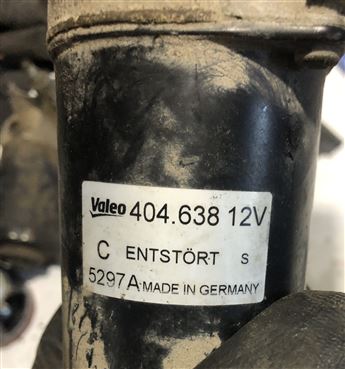 Valeo 404.638 12V
C ENTSTÖRT S
5297A MADE IN GERMANY